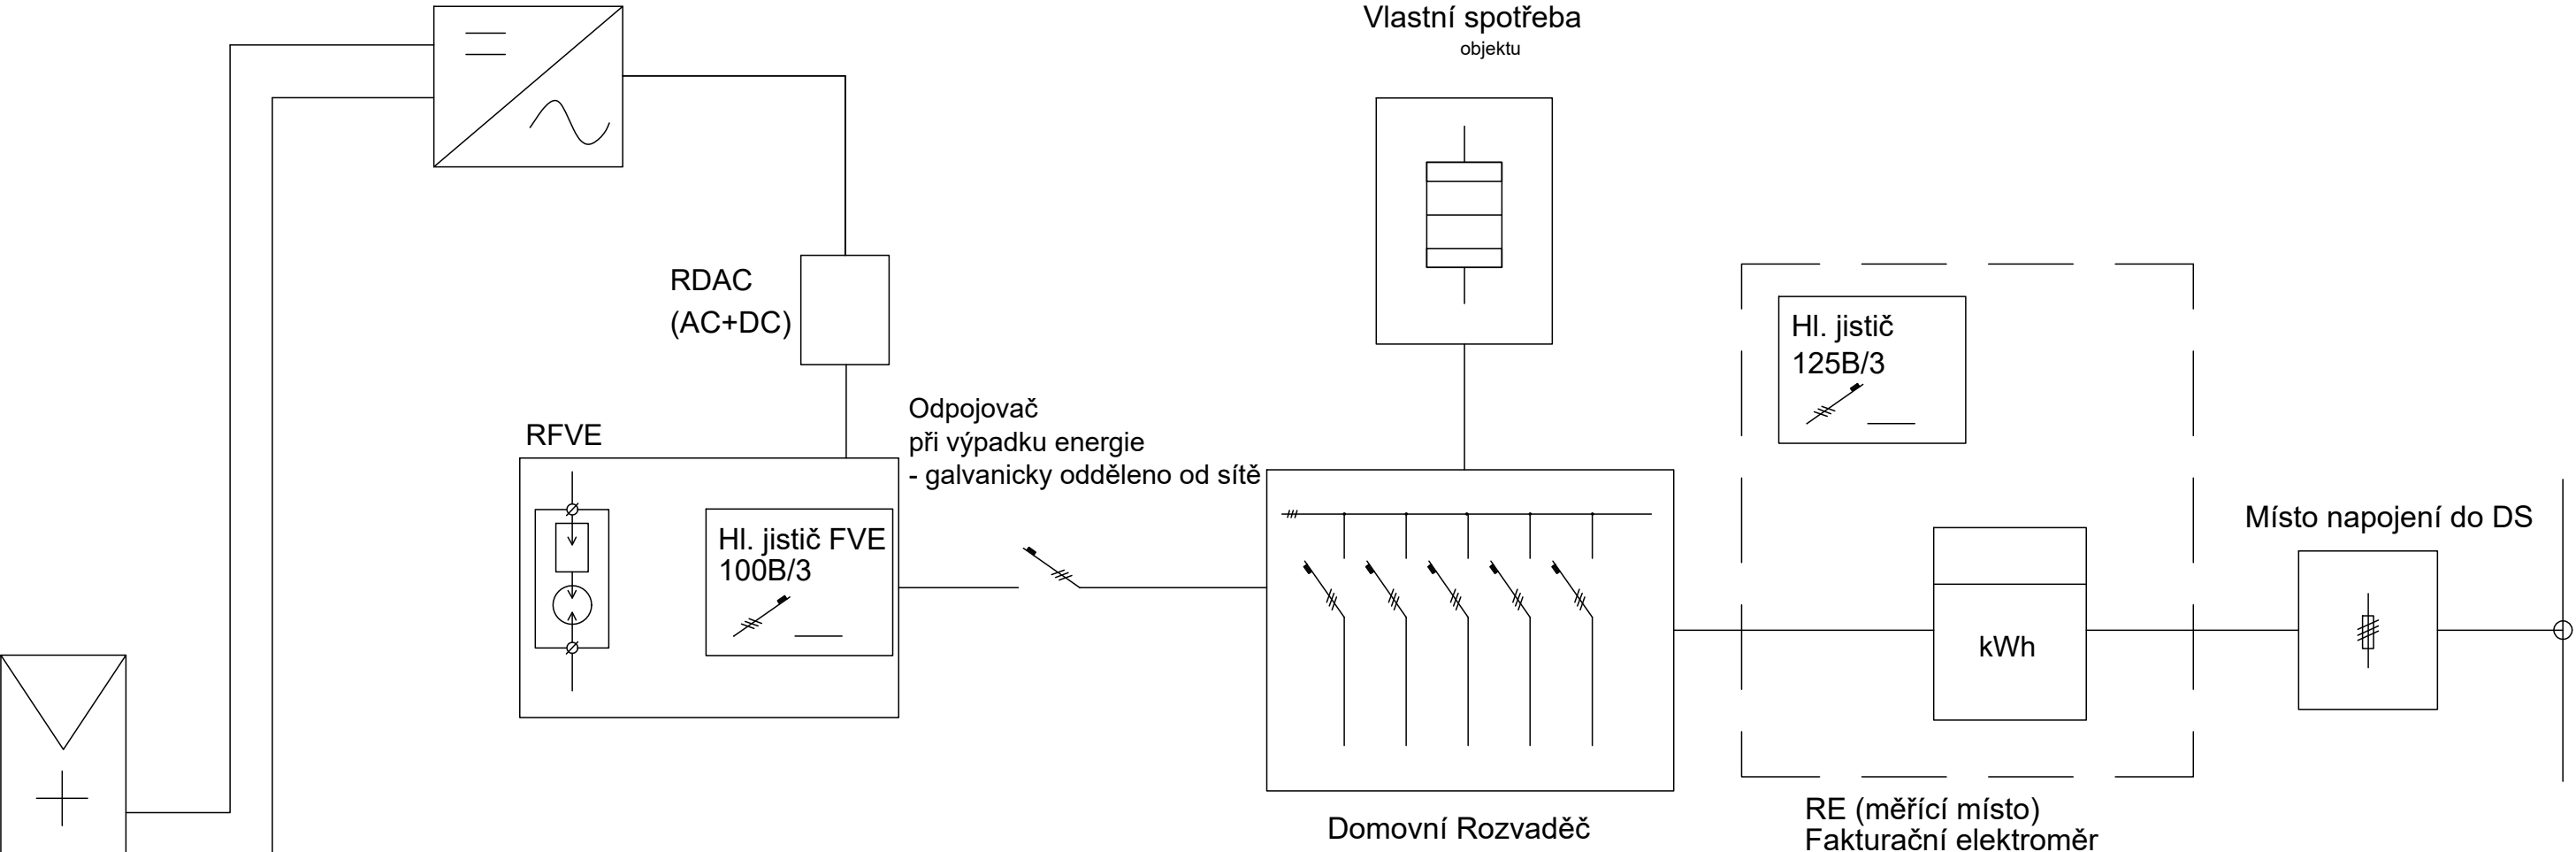 Vlastní spotřeba
objektu
RDAC
(AC+DC)
RFVE
Hl. jistič FVE
100B/3
Odpojovač
při výpadku energie
- galvanicky odděleno od sítě
Domovní Rozvaděč
Hl. jistič
125B/3
kWh
RE (měřící místo)
Fakturační elektroměr
Místo napojení do DS